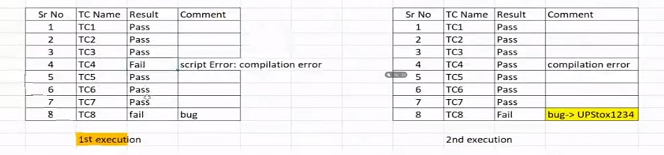 Sr No TC Name Result Comment
1 TC1 Pass
2 TC2 Pass
3 TC3 Pass
4 TC4 Fail script Error: compilation error
5 TC5 Pass
6 TC6 Pass
7 TC7 Pass
8 TC8 fail bug
1st execution
Sr No TC Name Result Comment
1 TC1 Pass
2 TC2 Pass
3 TC3 Pass
4 TC4 Pass compilation error
5 TC5 Pass
6 TC6 Pass
7 TC7 Pass
8 TC8 Fail bug-> UPStox1234
2nd execution